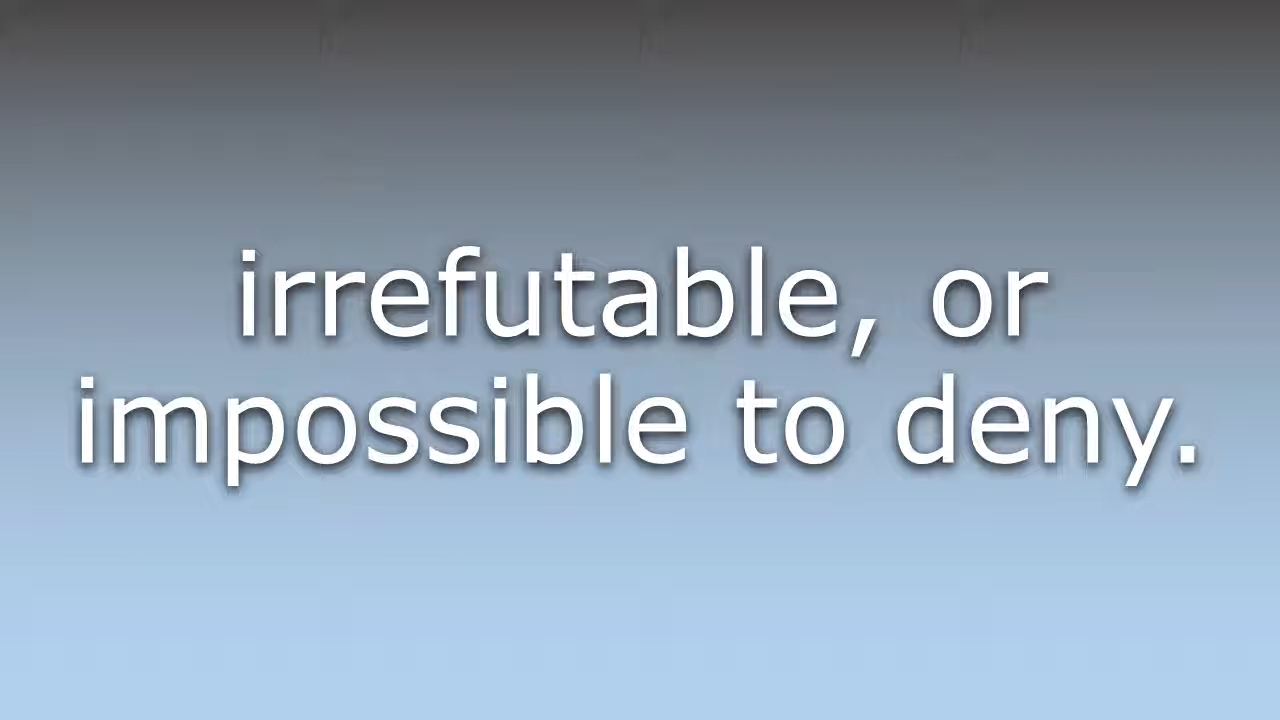 irrefutable, or
impossible to deny.